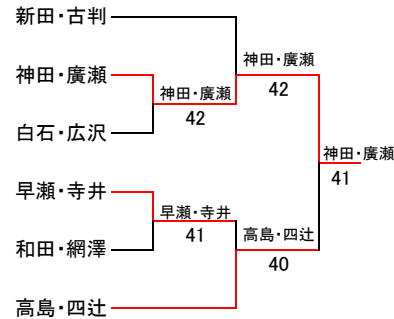 新田・古判
神田・廣瀬
白石・広沢
早瀬・寺井
和田・網澤
高島・四辻
神田・廣瀬
42
早瀬・寺井
41
神田・廣瀬
42
高島・四辻
40
神田・廣瀬
41